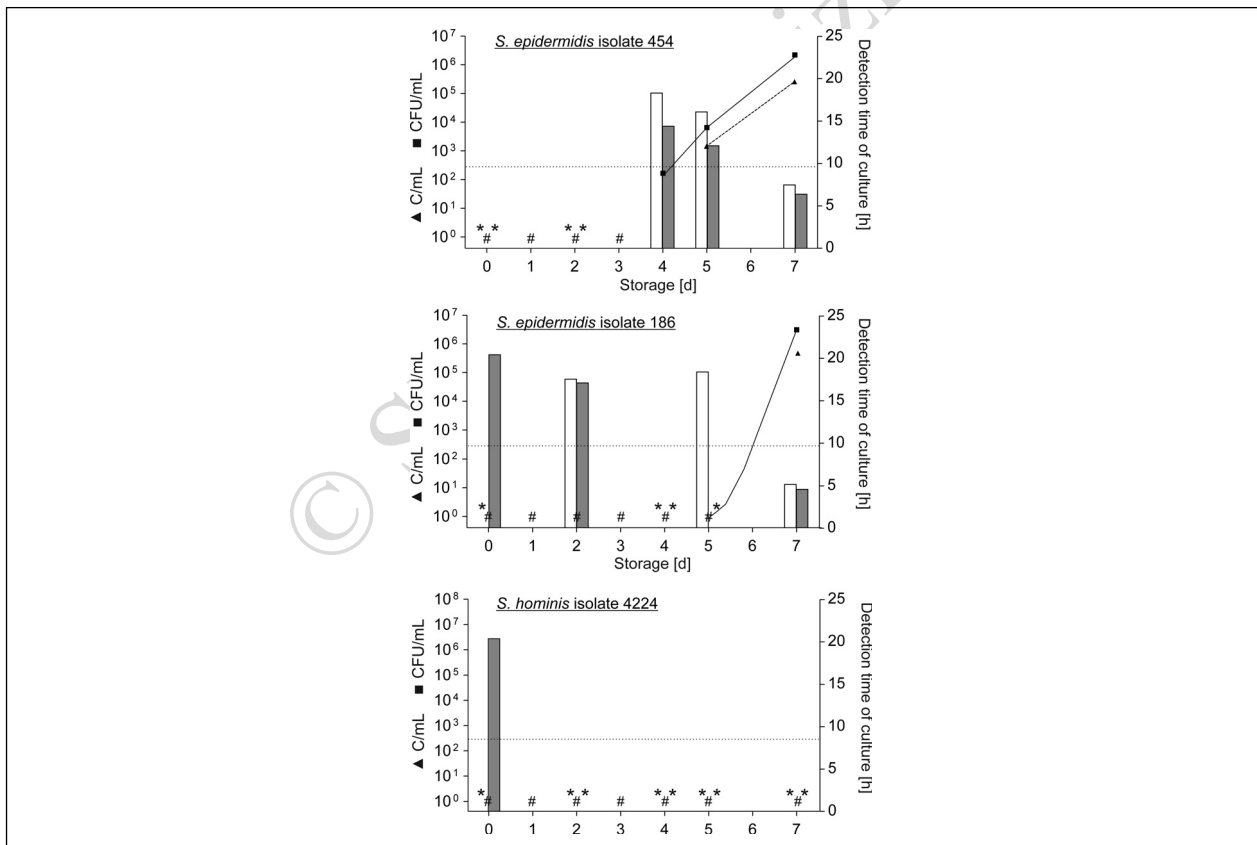 S. epidermidis isolate 454
▲ C/mL ■ CFU/mL
10⁷
10⁶
10⁵
10⁴
10³
10²
10¹
10⁰
25
20
15
10
5
0
Detection time of culture [h]
* * * *
# # # #
0 1 2 3 4 5 6 7
Storage [d]
S. epidermidis isolate 186
▲ C/mL ■ CFU/mL
10⁷
10⁶
10⁵
10⁴
10³
10²
10¹
10⁰
25
20
15
10
5
0
Detection time of culture [h]
* * * *
# # # # # #
0 1 2 3 4 5 6 7
Storage [d]
S. hominis isolate 4224
▲ C/mL ■ CFU/mL
10⁸
10⁷
10⁶
10⁵
10⁴
10³
10²
10¹
10⁰
25
20
15
10
5
0
Detection time of culture [h]
* * * * * * * * *
# # # # # # #
0 1 2 3 4 5 6 7
©